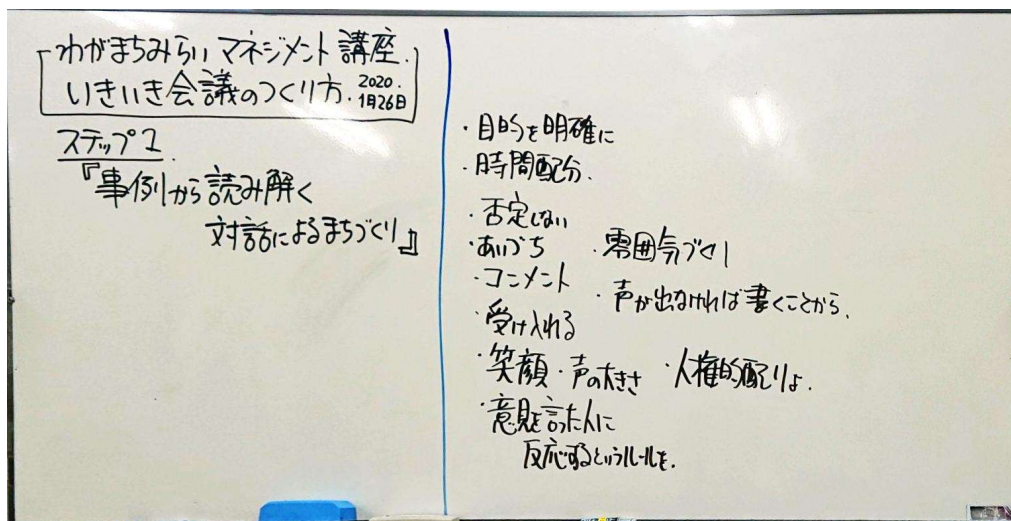 わがまちみらいマネジメント講座.
いきいき会議のつくり方. 2020.
1月26日
ステップ1.
『事例から読み解く
対話によるまちづくり』
・目的を明確に
・時間配分.
・否定しない
・あいづち
・雰囲気づくり
・コンメント
・声が出なければ書くことから.
・受け入れる
・笑顔・声の大きさ ・人権的配りょ.
・意見を言った人に
反応するというルールを.